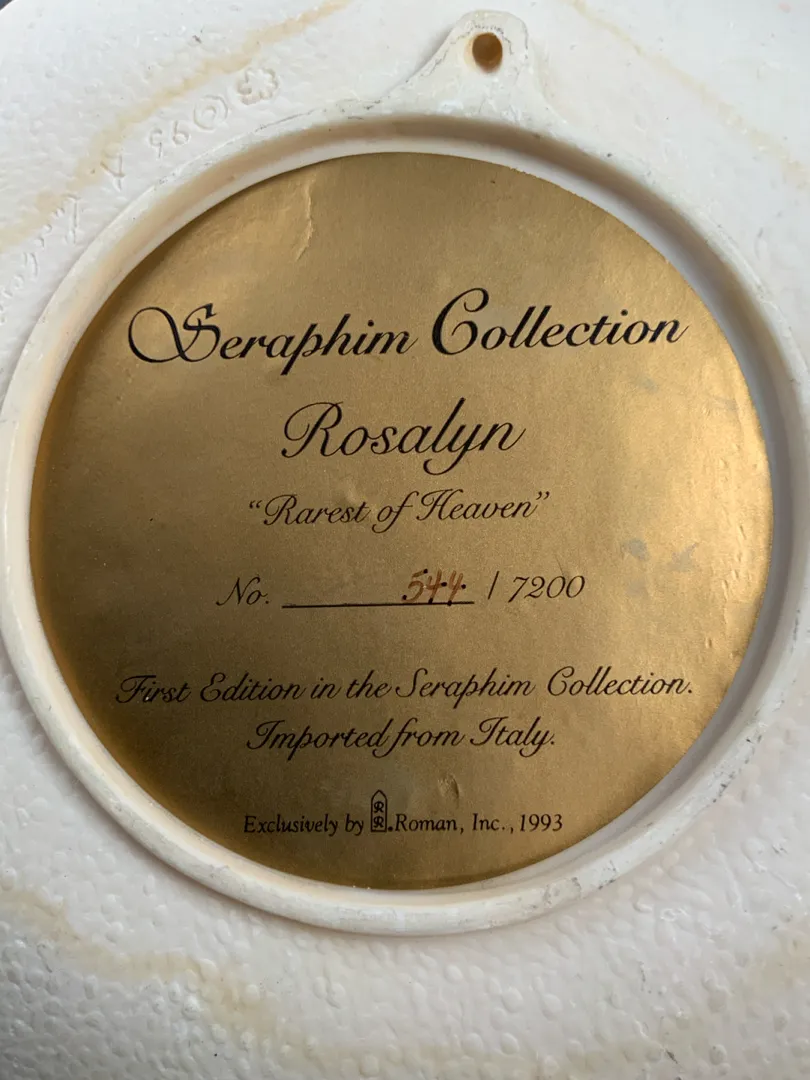 Seraphim Collection
Rosalyn
“Rarest of Heaven”
No. 544 / 7200
First Edition in the Seraphim Collection.
Imported from Italy.
Exclusively by Roman, Inc., 1993